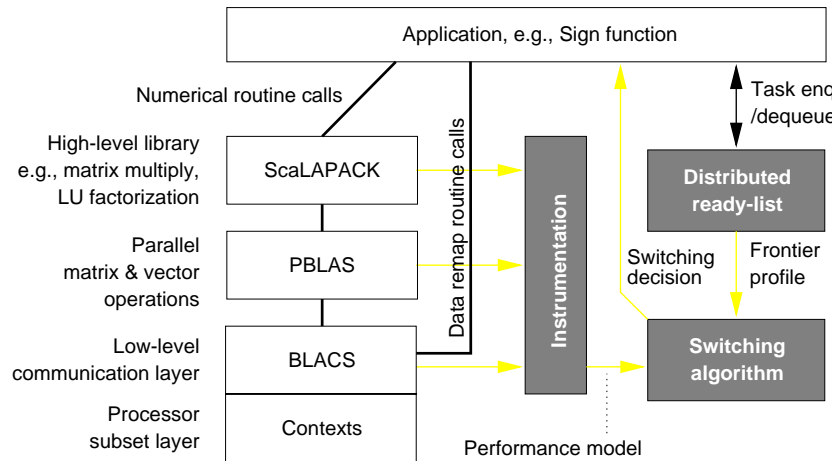 Application, e.g., Sign function
Numerical routine calls
Task enq
/dequeue
High-level library
e.g., matrix multiply,
LU factorization
ScaLAPACK
Data remap routine calls
Instrumentation
Distributed
ready-list
Parallel
matrix & vector
operations
PBLAS
Switching
decision
Frontier
profile
Low-level
communication layer
BLACS
Switching
algorithm
Processor
subset layer
Contexts
Performance model